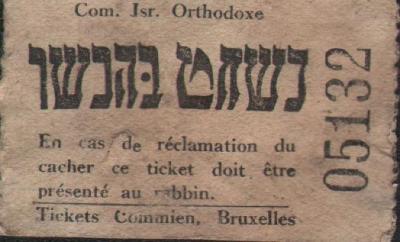 Com. Jsr. Orthodoxe
נשחט בהכשר
En cas de réclamation du
cacher ce ticket doit être
présenté au rabbin.
Tickets Commien, Bruxelles
05132